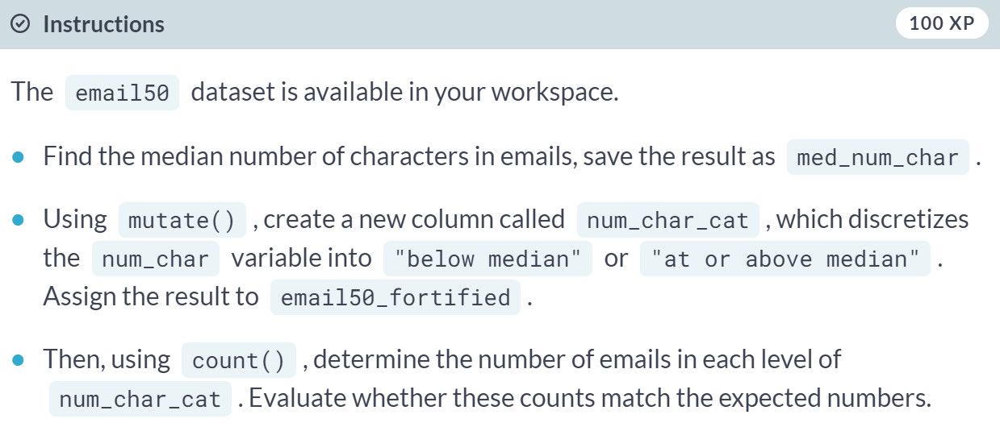 Instructions 100 XP
The email50 dataset is available in your workspace.
Find the median number of characters in emails, save the result as med_num_char.
Using mutate(), create a new column called num_char_cat, which discretizes
the num_char variable into "below median" or "at or above median".
Assign the result to email50_fortified.
Then, using count(), determine the number of emails in each level of
num_char_cat. Evaluate whether these counts match the expected numbers.